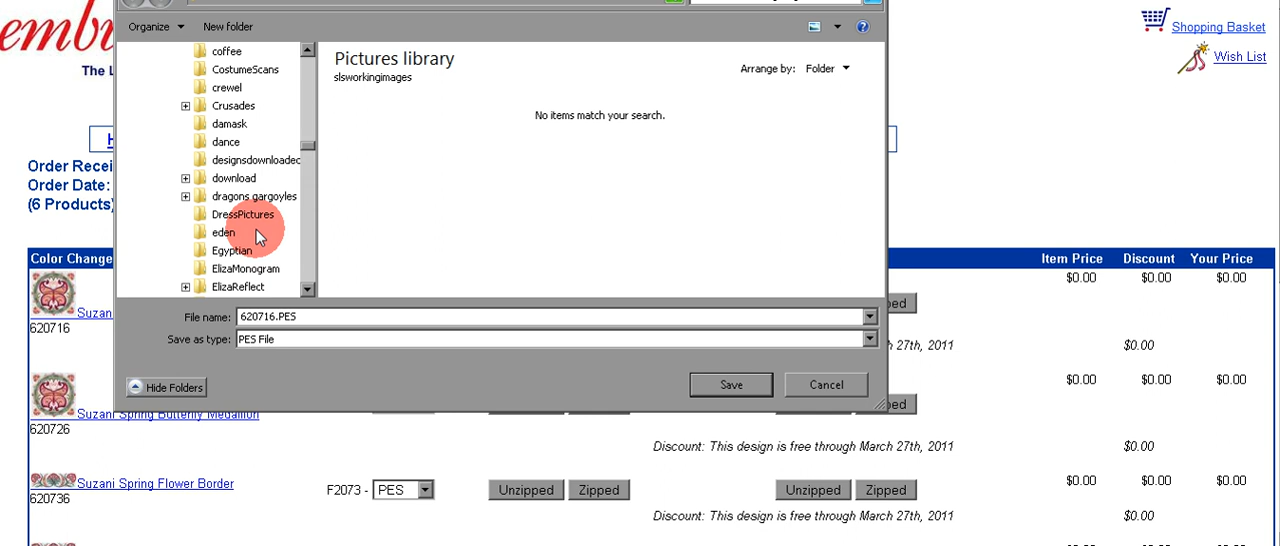 emb
The L
Shopping Basket
Wish List
Organize
New folder
coffee
CostumeScans
crewel
Crusades
damask
dance
designsdownloadec
download
dragons gargoyles
DressPictures
eden
Egyptian
ElizaMonogram
ElizaReflect
Pictures library
slsworkingimages
Arrange by: Folder
No items match your search.
File name: 620716.PES
Save as type: PES File
Hide Folders
Save
Cancel
H
Order Recei
Order Date:
(6 Products)
Color Change Item Price Discount Your Price
$0.00 $0.00 $0.00
Suzan
ped
620716
27th, 2011 $0.00
$0.00 $0.00 $0.00
ped
Suzani Spring Butterfly Medallion
620726
Discount: This design is free through March 27th, 2011 $0.00
Suzani Spring Flower Border F2073 - PES Unzipped Zipped Unzipped Zipped $0.00 $0.00 $0.00
620736
Discount: This design is free through March 27th, 2011 $0.00